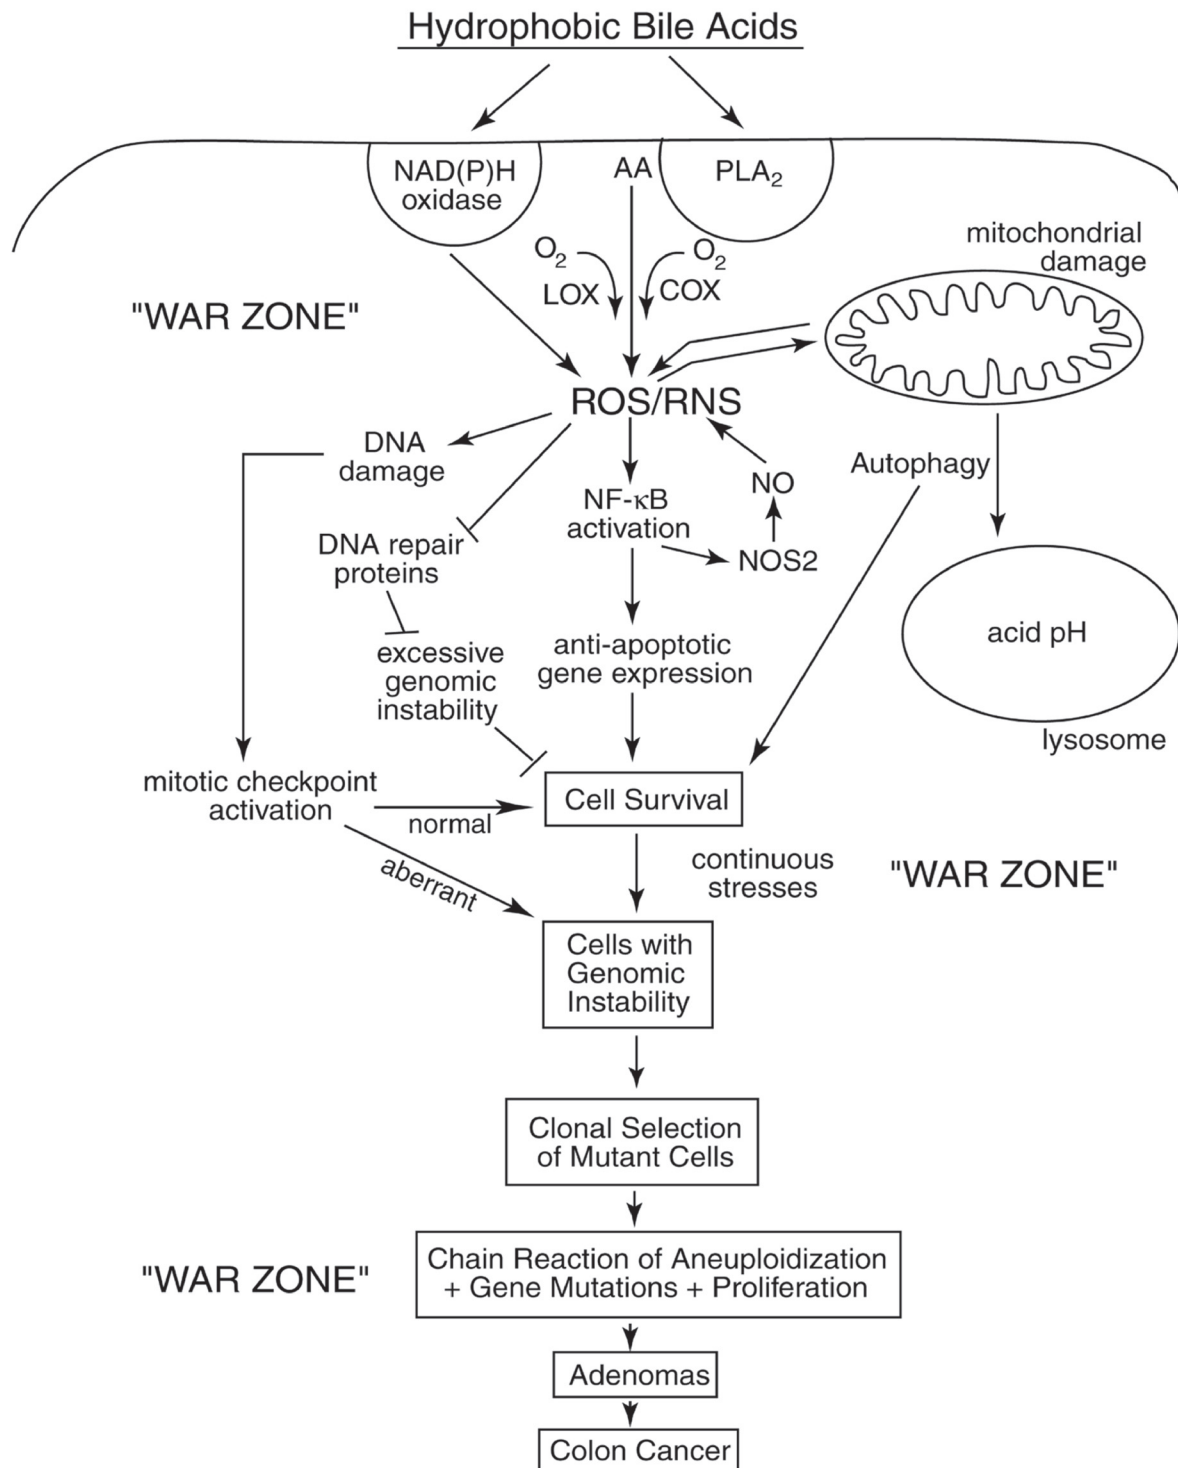 Hydrophobic Bile Acids
NAD(P)H
oxidase
AA
PLA₂
O₂
LOX
O₂
COX
mitochondrial
damage
"WAR ZONE"
ROS/RNS
DNA
damage
NF-κB
activation
NO
NOS2
Autophagy
DNA repair
proteins
acid pH
lysosome
excessive
genomic
instability
anti-apoptotic
gene expression
mitotic checkpoint
activation
normal
aberrant
Cell Survival
continuous
stresses
"WAR ZONE"
Cells with
Genomic
Instability
Clonal Selection
of Mutant Cells
"WAR ZONE"
Chain Reaction of Aneuploidization
+ Gene Mutations + Proliferation
Adenomas
Colon Cancer